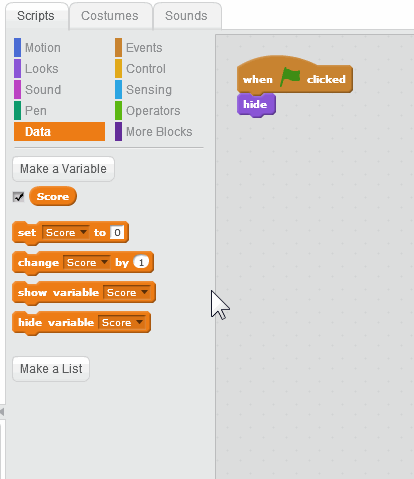 Scripts Costumes Sounds
Motion Events
Looks Control
Sound Sensing
Pen Operators
Data More Blocks
Make a Variable
Score
set Score to 0
change Score by 1
show variable Score
hide variable Score
Make a List
when clicked
hide